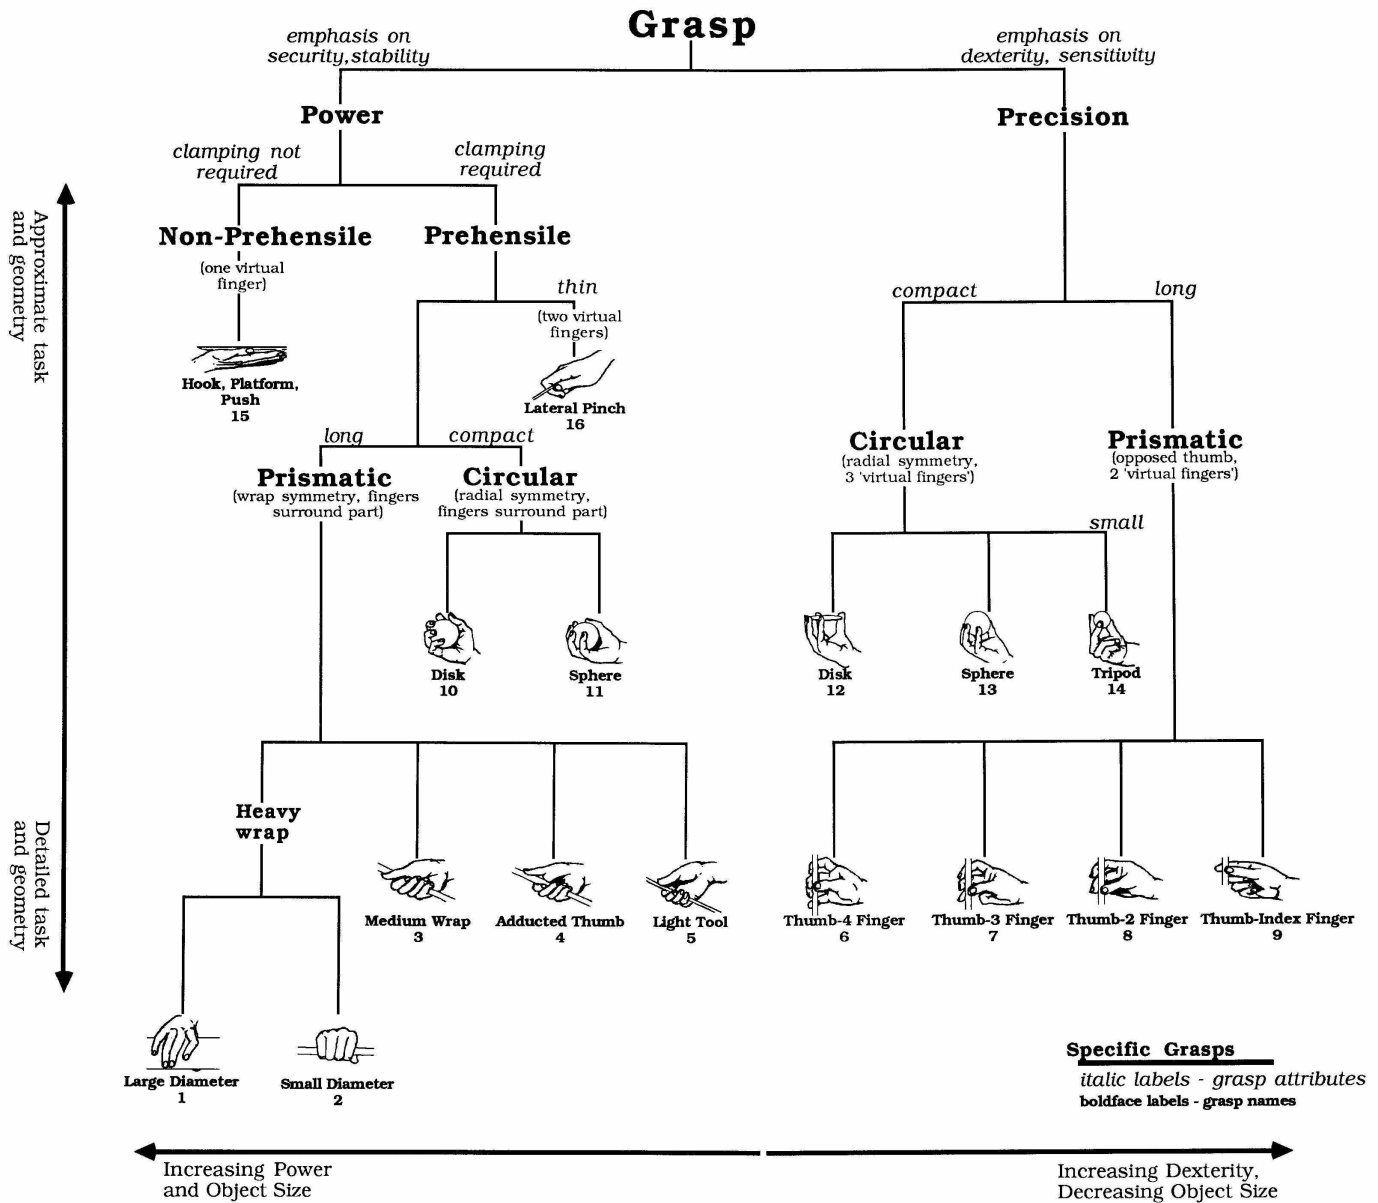 Grasp
emphasis on
security,stability
emphasis on
dexterity, sensitivity
Power
Precision
clamping not
required
clamping
required
Non-Prehensile
(one virtual
finger)
Prehensile
thin
(two virtual
fingers)
compact
long
Hook, Platform,
Push
15
Lateral Pinch
16
long
compact
Prismatic
(wrap symmetry, fingers
surround part)
Circular
(radial symmetry,
fingers surround part)
Circular
(radial symmetry,
3 'virtual fingers')
Prismatic
(opposed thumb,
2 'virtual fingers')
small
Disk
10
Sphere
11
Disk
12
Sphere
13
Tripod
14
Heavy
wrap
Medium Wrap
3
Adducted Thumb
4
Light Tool
5
Thumb-4 Finger
6
Thumb-3 Finger
7
Thumb-2 Finger
8
Thumb-Index Finger
9
Large Diameter
1
Small Diameter
2
Approximate task
and geometry
Detailed task
and geometry
Specific Grasps
italic labels - grasp attributes
boldface labels - grasp names
Increasing Power
and Object Size
Increasing Dexterity,
Decreasing Object Size